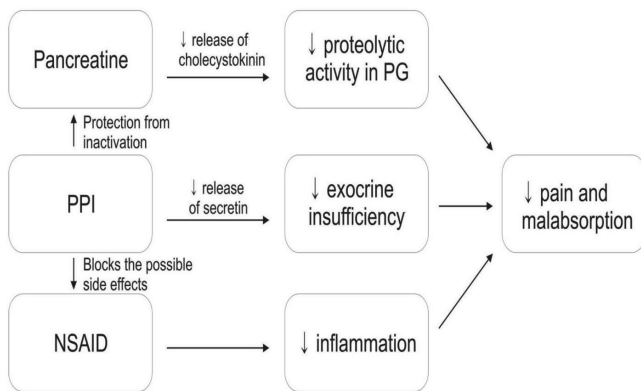 Pancreatine
↓ release of
cholecystokinin
↓ proteolytic
activity in PG
Protection from
inactivation
PPI
↓ release
of secretin
↓ exocrine
insufficiency
↓ pain and
malabsorption
Blocks the possible
side effects
NSAID
↓ inflammation